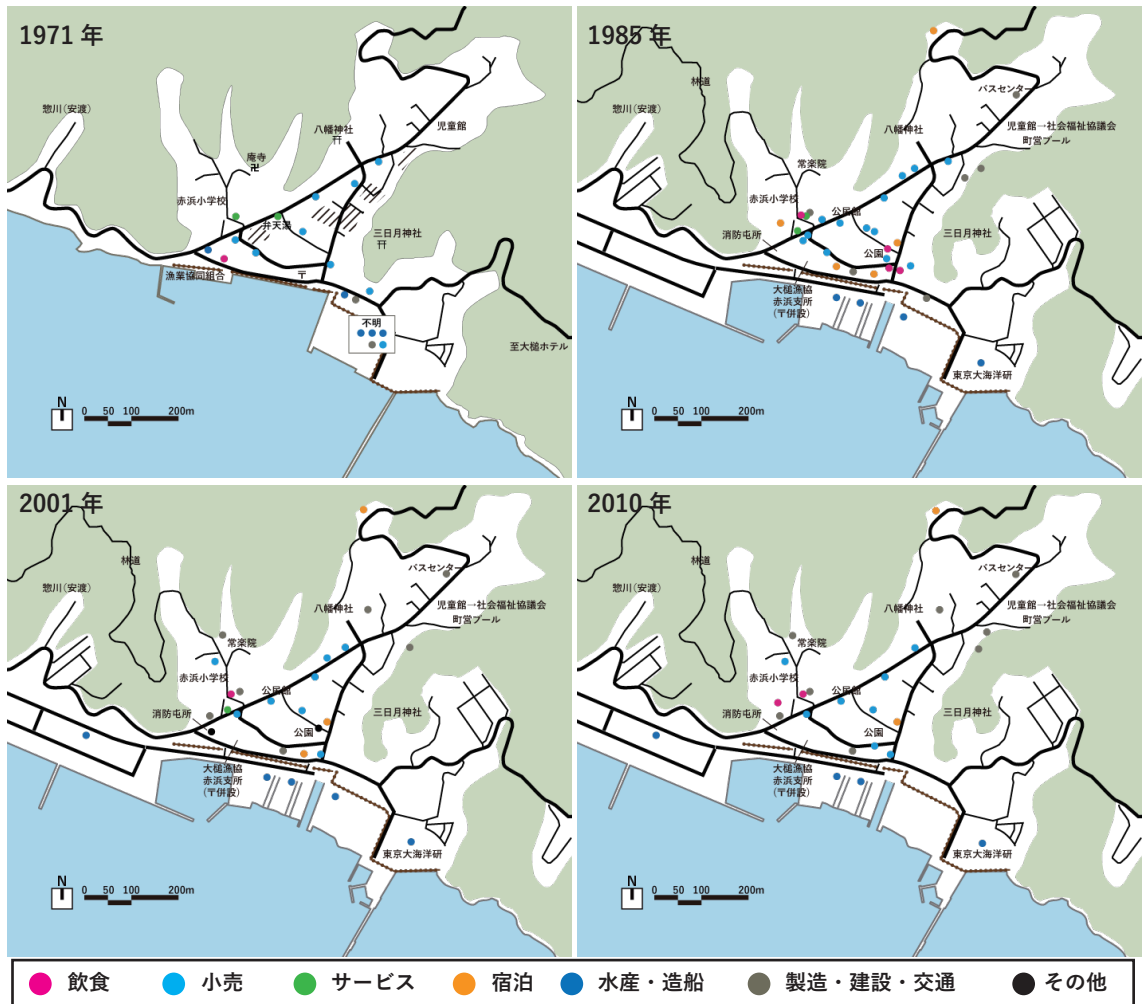 1971 年
惣川(安渡)
八幡神社
児童館
庵寺
卍
赤浜小学校
弁天湯
三日月神社
漁業協同組合
〒
不明
至大槌ホテル
N
0 50 100 200m
1985 年
林道
バスセンター
惣川(安渡)
八幡神社
児童館→社会福祉協議会
町営プール
常楽院
赤浜小学校
公民館
消防屯所
三日月神社
公園
大槌漁協
赤浜支所
(〒併設)
東京大海洋研
N
0 50 100 200m
2001 年
林道
バスセンター
惣川(安渡)
八幡神社
児童館→社会福祉協議会
町営プール
常楽院
赤浜小学校
公民館
消防屯所
三日月神社
公園
大槌漁協
赤浜支所
(〒併設)
東京大海洋研
N
0 50 100 200m
2010 年
林道
バスセンター
惣川(安渡)
八幡神社
児童館→社会福祉協議会
町営プール
常楽院
赤浜小学校
公民館
消防屯所
三日月神社
公園
大槌漁協
赤浜支所
(〒併設)
東京大海洋研
N
0 50 100 200m
飲食 小売 サービス 宿泊 水産・造船 製造・建設・交通 その他